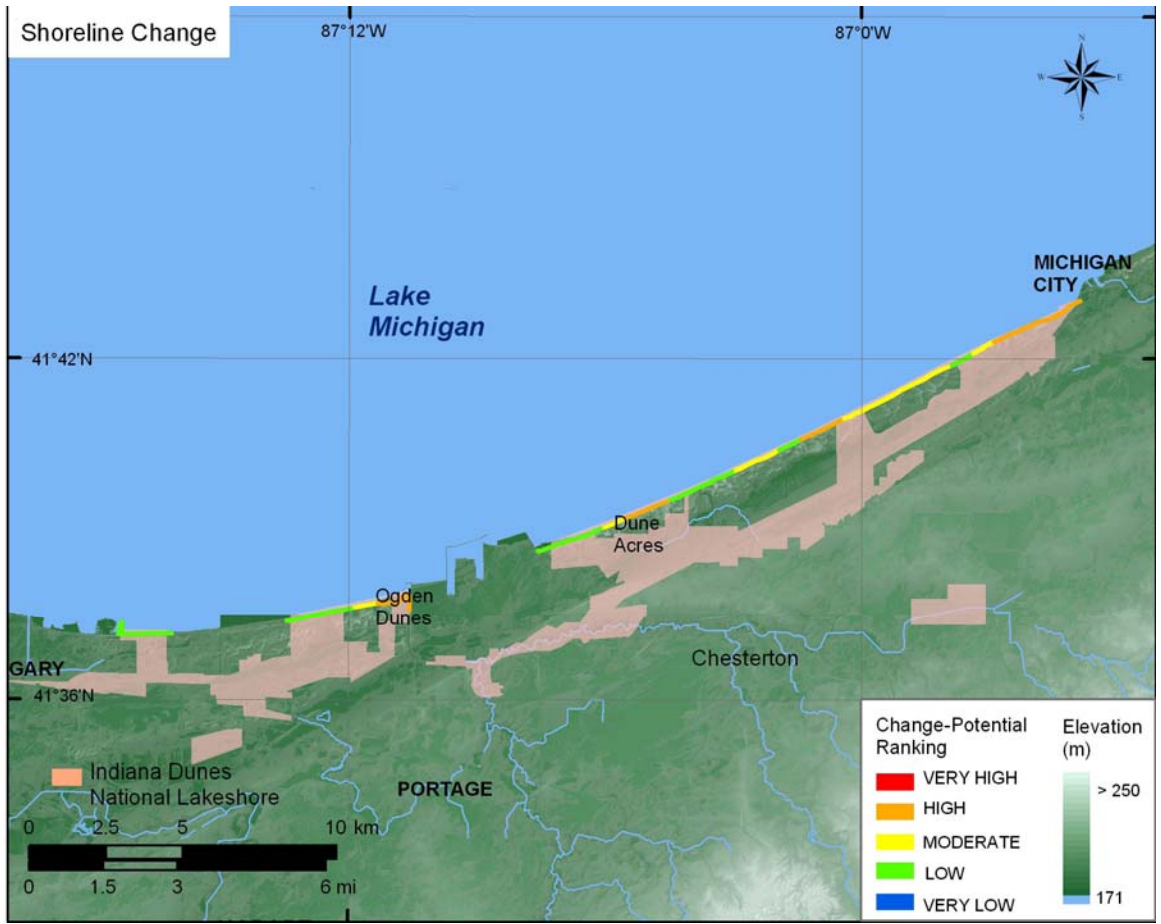 Shoreline Change
87°12'W
87°0'W
N
W
E
S
MICHIGAN
CITY
Lake
Michigan
41°42'N
Dune
Acres
Ogden
Dunes
GARY
Chesterton
41°36'N
PORTAGE
Indiana Dunes
National Lakeshore
0 2.5 5 10 km
0 1.5 3 6 mi
Change-Potential
Ranking
VERY HIGH
HIGH
MODERATE
LOW
VERY LOW
Elevation
(m)
> 250
171